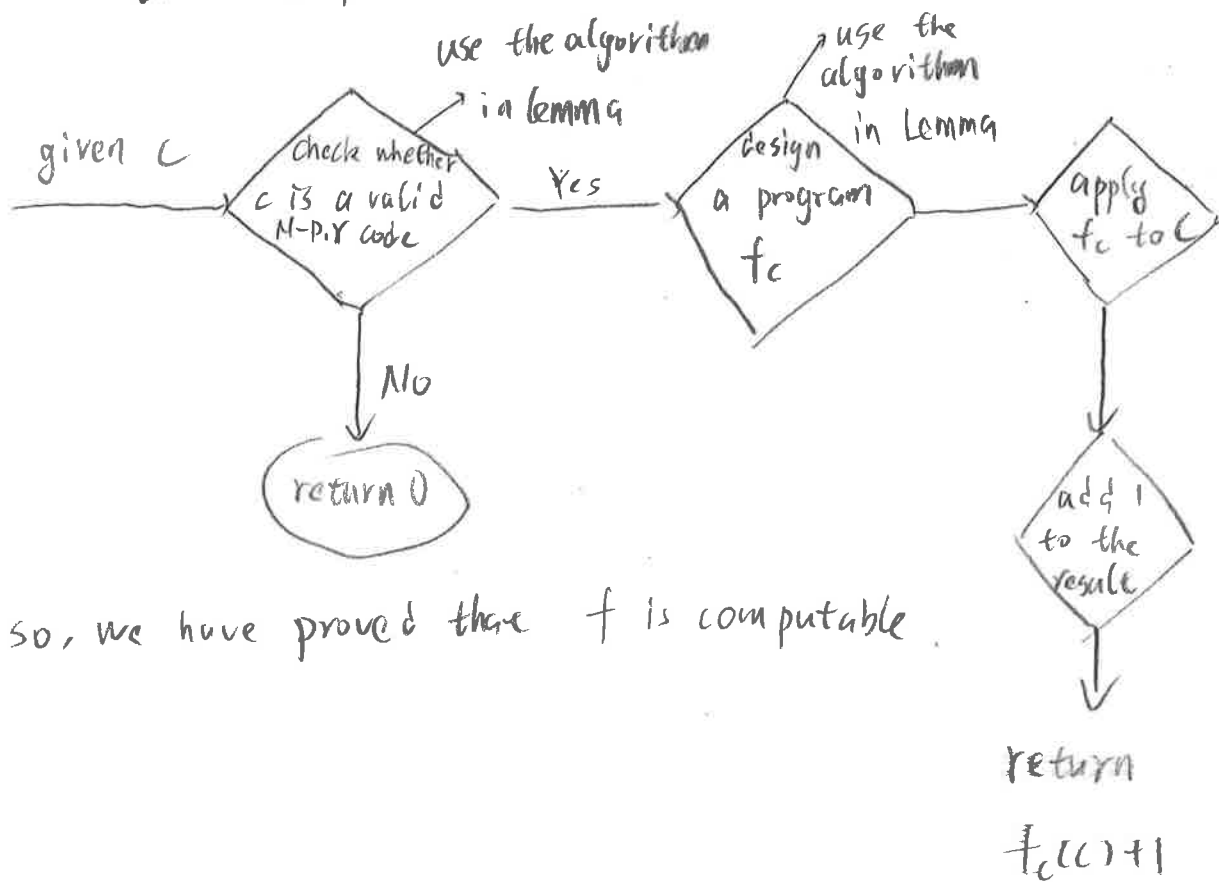 use the algorithm
in lemma
use the
algorithm
in Lemma
given c
check whether
c is a valid
M-P.r code
Yes
design
a program
fc
apply
fc to C
No
return 0
add 1
to the
result
so, we have proved that f is computable.
return
fc(c)+1